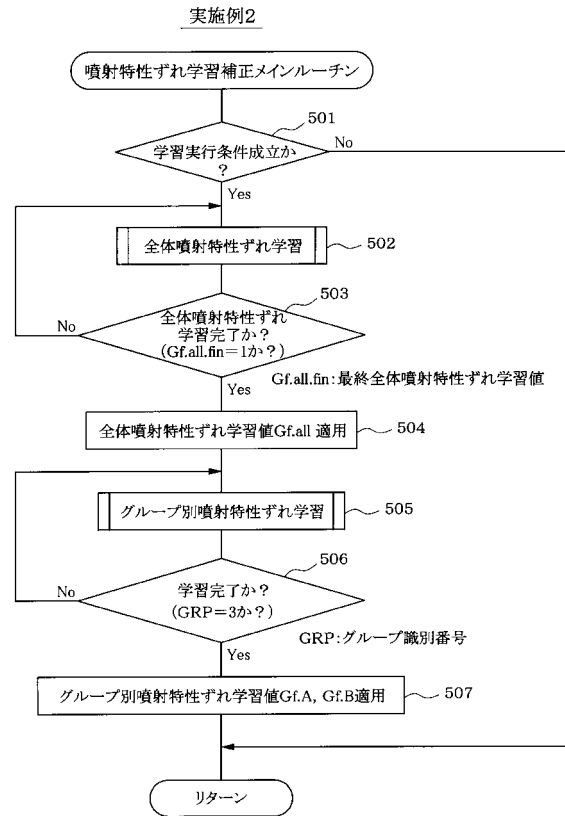 実施例2
噴射特性ずれ学習補正メインルーチン
501
学習実行条件成立か
?
No
Yes
全体噴射特性ずれ学習
502
503
全体噴射特性ずれ
学習完了か?
(Gf.all.fin=1か?)
No
Yes
Gf.all.fin:最終全体噴射特性ずれ学習値
全体噴射特性ずれ学習値Gf.all 適用
504
グループ別噴射特性ずれ学習
505
506
学習完了か?
(GRP=3か?)
No
GRP:グループ識別番号
Yes
グループ別噴射特性ずれ学習値Gf.A, Gf.B適用
507
リターン